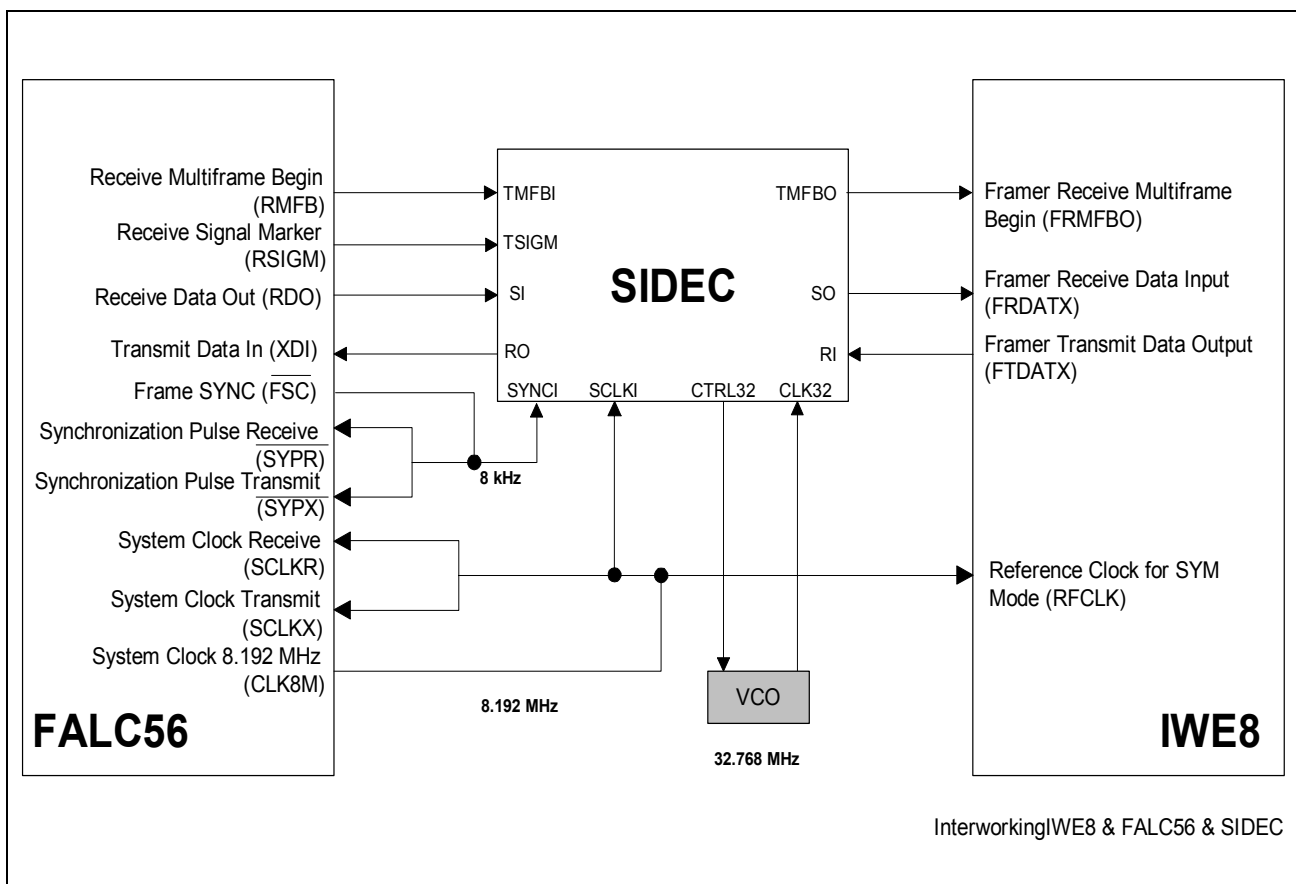 Receive Multiframe Begin
(RMFB)
Receive Signal Marker
(RSIGM)
Receive Data Out (RDO)
Transmit Data In (XDI)
Frame SYNC (FSC)
Synchronization Pulse Receive
(SYPR)
Synchronization Pulse Transmit
(SYPX)
System Clock Receive
(SCLKR)
System Clock Transmit
(SCLKX)
System Clock 8.192 MHz
(CLK8M)
FALC56
TMFBI
TSIGM
SI
RO
SIDEC
TMFBO
SO
RI
SYNCI
SCLKI
CTRL32
CLK32
8 kHz
8.192 MHz
VCO
32.768 MHz
Framer Receive Multiframe
Begin (FRMFBO)
Framer Receive Data Input
(FRDATX)
Framer Transmit Data Output
(FTDATX)
Reference Clock for SYM
Mode (RFCLK)
IWE8
InterworkingIWE8 & FALC56 & SIDEC